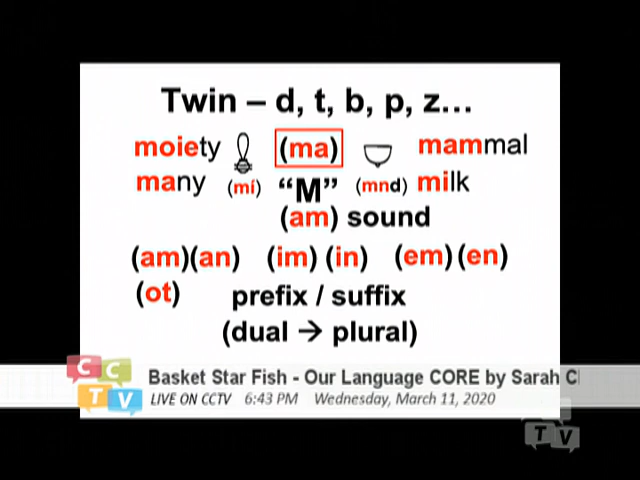 Twin – d, t, b, p, z…
moiety (ma) mammal
many (mí) “M” (mnd) milk
(am) sound
(am)(an) (im) (in) (em) (en)
(ot) prefix / suffix
(dual → plural)
CC
TV
Basket Star Fish - Our Language CORE by Sarah C
LIVE ON CCTV 6:43 PM Wednesday, March 11, 2020
TV